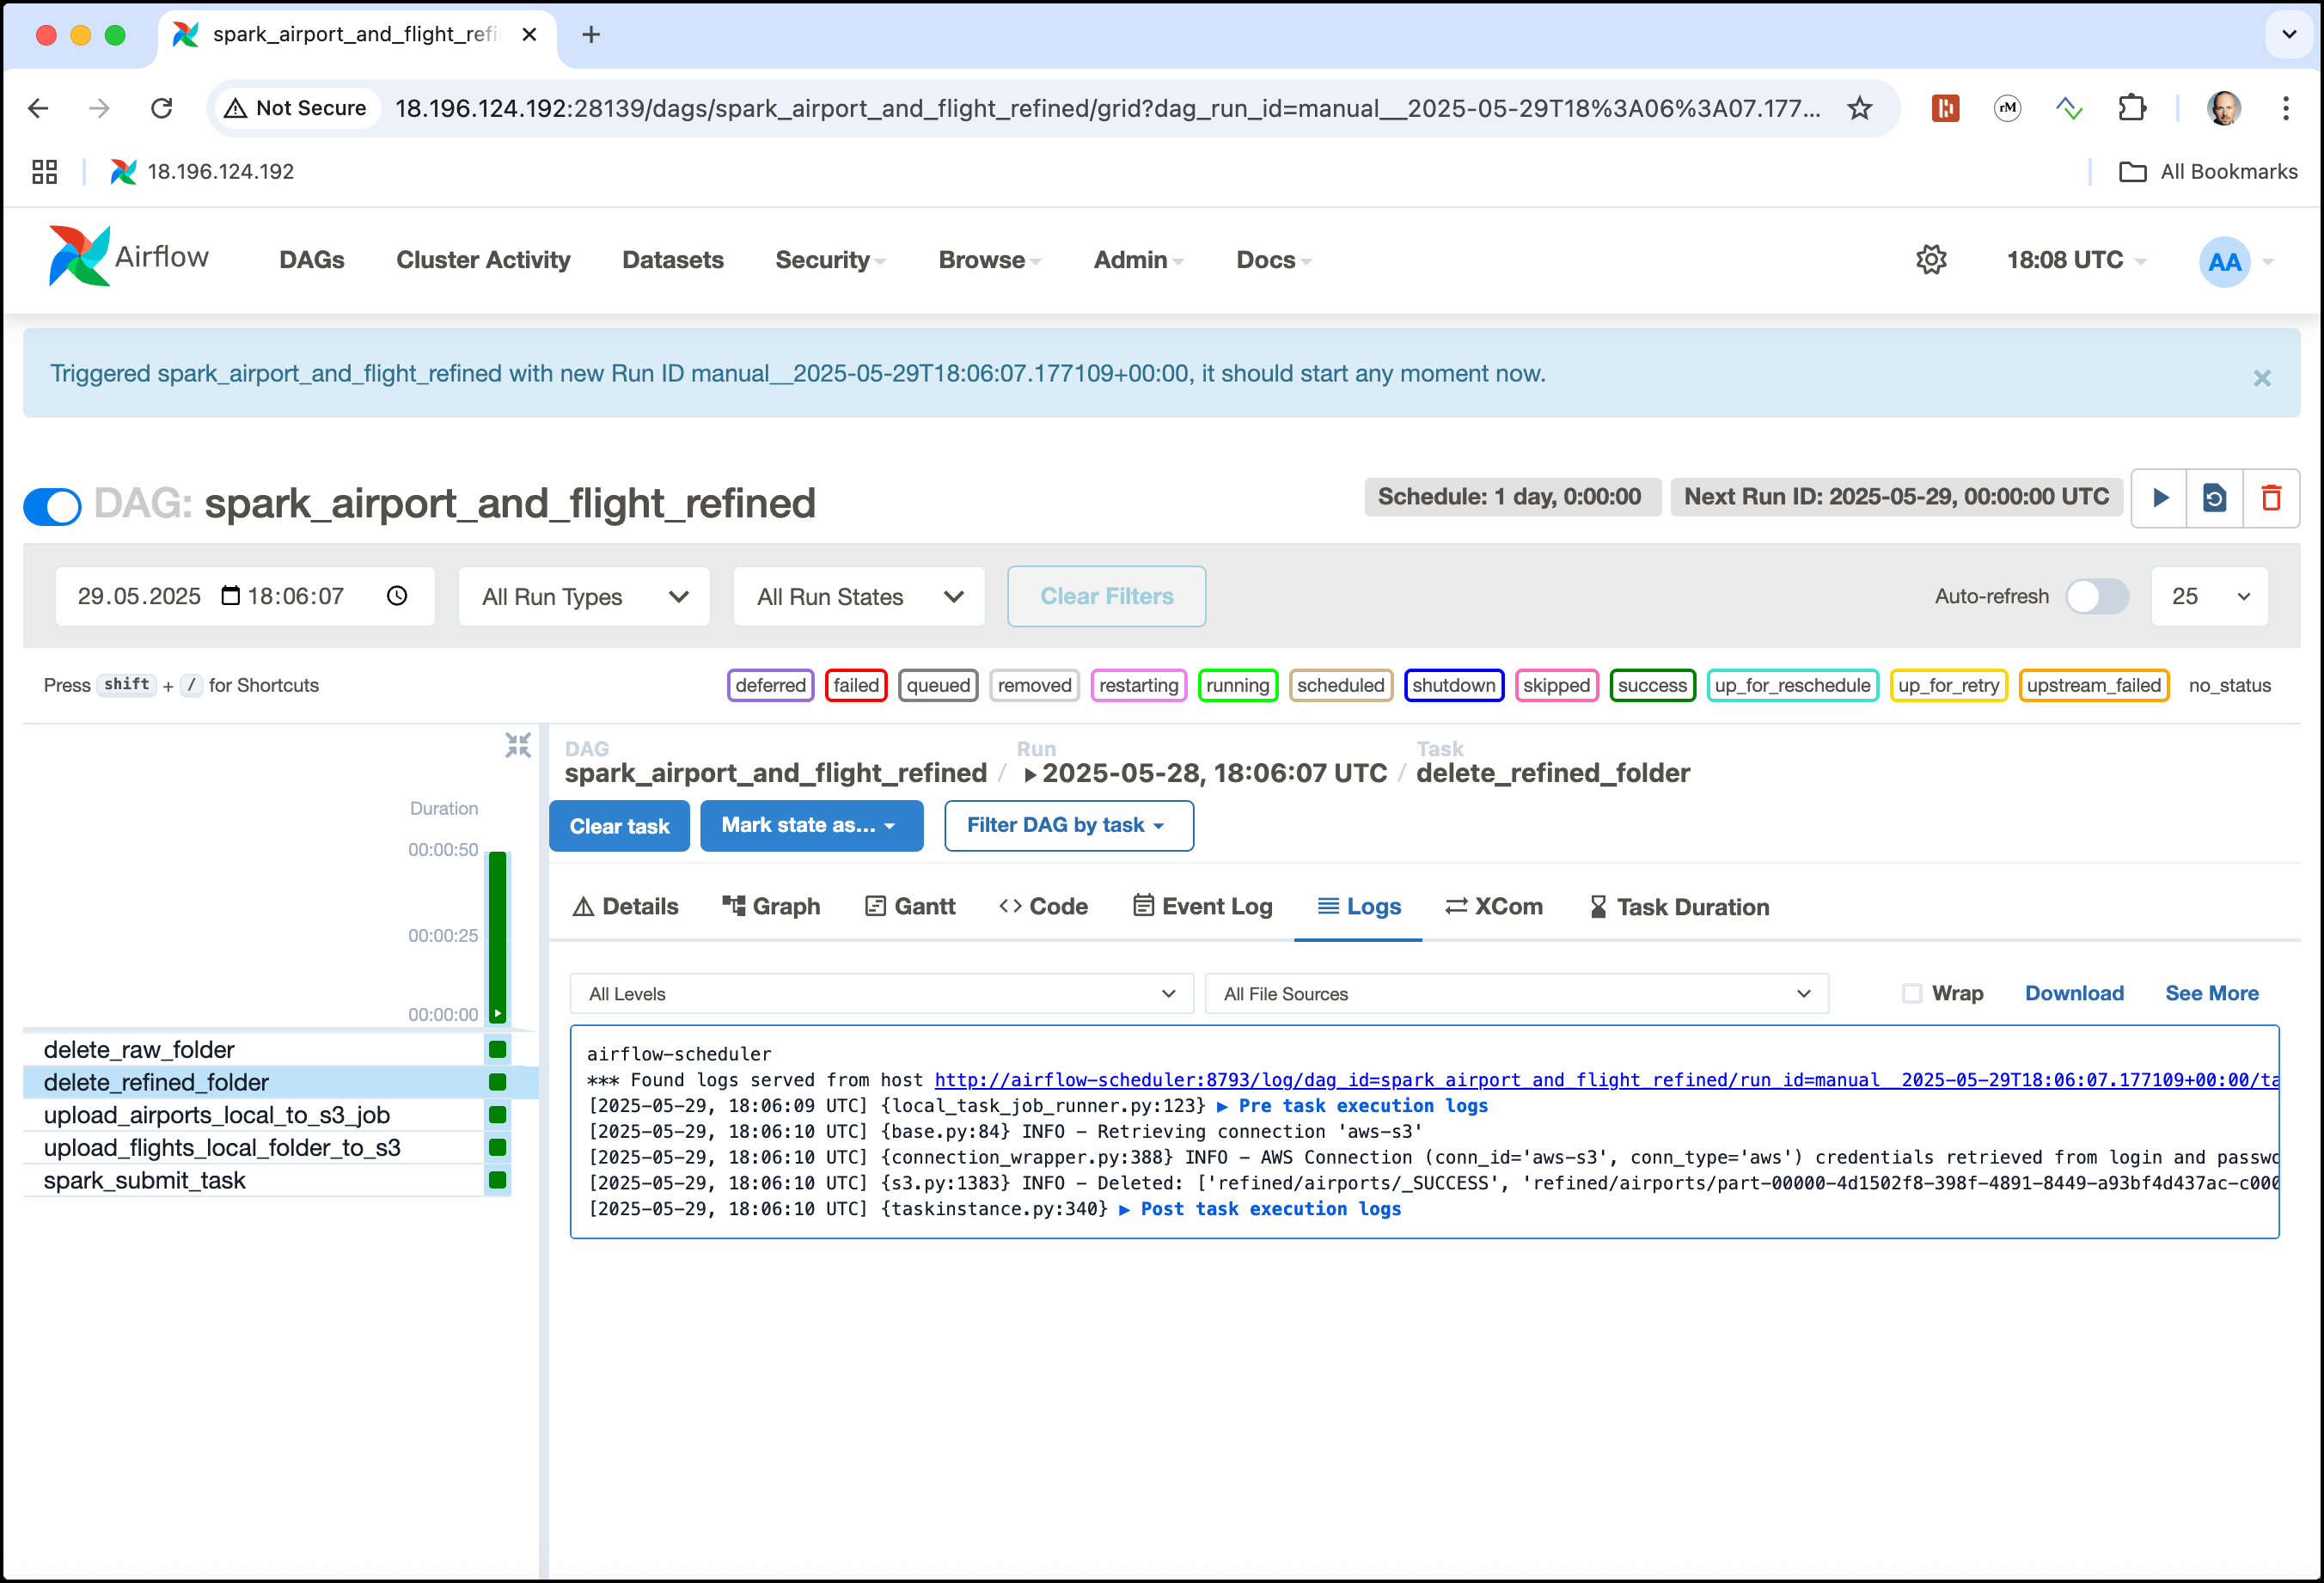 spark_airport_and_flight_refi
Not Secure
18.196.124.192:28139/dags/spark_airport_and_flight_refined/grid?dag_run_id=manual__2025-05-29T18%3A06%3A07.177...
rM
18.196.124.192
All Bookmarks
Airflow
DAGs
Cluster Activity
Datasets
Security
Browse
Admin
Docs
18:08 UTC
AA
Triggered spark_airport_and_flight_refined with new Run ID manual__2025-05-29T18:06:07.177109+00:00, it should start any moment now.
×
DAG: spark_airport_and_flight_refined
Schedule: 1 day, 0:00:00
Next Run ID: 2025-05-29, 00:00:00 UTC
29.05.2025 18:06:07
All Run Types
All Run States
Clear Filters
Auto-refresh
25
Press shift + / for Shortcuts
deferred
failed
queued
removed
restarting
running
scheduled
shutdown
skipped
success
up_for_reschedule
up_for_retry
upstream_failed
no_status
Duration
00:00:50
00:00:25
00:00:00
delete_raw_folder
delete_refined_folder
upload_airports_local_to_s3_job
upload_flights_local_folder_to_s3
spark_submit_task
DAG
spark_airport_and_flight_refined
/
Run
2025-05-28, 18:06:07 UTC
/
Task
delete_refined_folder
Clear task
Mark state as...
Filter DAG by task
Details
Graph
Gantt
Code
Event Log
Logs
XCom
Task Duration
All Levels
All File Sources
Wrap
Download
See More
airflow-scheduler
*** Found logs served from host http://airflow-scheduler:8793/log/dag_id=spark_airport_and_flight_refined/run_id=manual__2025-05-29T18:06:07.177109+00:00/ta
[2025-05-29, 18:06:09 UTC] {local_task_job_runner.py:123} ▶ Pre task execution logs
[2025-05-29, 18:06:10 UTC] {base.py:84} INFO - Retrieving connection 'aws-s3'
[2025-05-29, 18:06:10 UTC] {connection_wrapper.py:388} INFO - AWS Connection (conn_id='aws-s3', conn_type='aws') credentials retrieved from login and passwo
[2025-05-29, 18:06:10 UTC] {s3.py:1383} INFO - Deleted: ['refined/airports/_SUCCESS', 'refined/airports/part-00000-4d1502f8-398f-4891-8449-a93bf4d437ac-c000
[2025-05-29, 18:06:10 UTC] {taskinstance.py:340} ▶ Post task execution logs